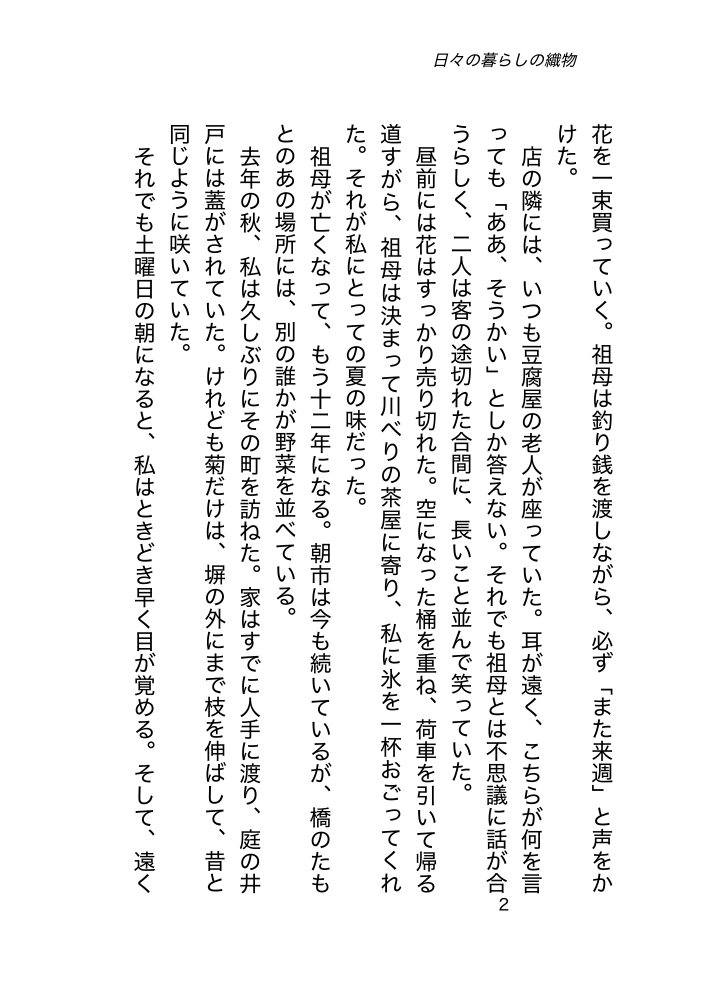 日々の暮らしの織物
花を一束買っていく。祖母は釣り銭を渡しながら、必ず「また来週」と声をか
けた。
店の隣には、いつも豆腐屋の老人が座っていた。耳が遠く、こちらが何を言
っても「ああ、そうかい」としか答えない。それでも祖母とは不思議に話が合
うらしく、二人は客の途切れた合間に、長いこと並んで笑っていた。
昼前には花はすっかり売り切れた。空になった桶を重ね、荷車を引いて帰る
道すがら、祖母は決まって川べりの茶屋に寄り、私に氷を一杯おごってくれ
た。それが私にとっての夏の味だった。
祖母が亡くなって、もう十二年になる。朝市は今も続いているが、橋のたも
とのあの場所には、別の誰かが野菜を並べている。
去年の秋、私は久しぶりにその町を訪ねた。家はすでに人手に渡り、庭の井
戸には蓋がされていた。けれども菊だけは、塀の外にまで枝を伸ばして、昔と
同じように咲いていた。
それでも土曜日の朝になると、私はときどき早く目が覚める。そして、遠く
2